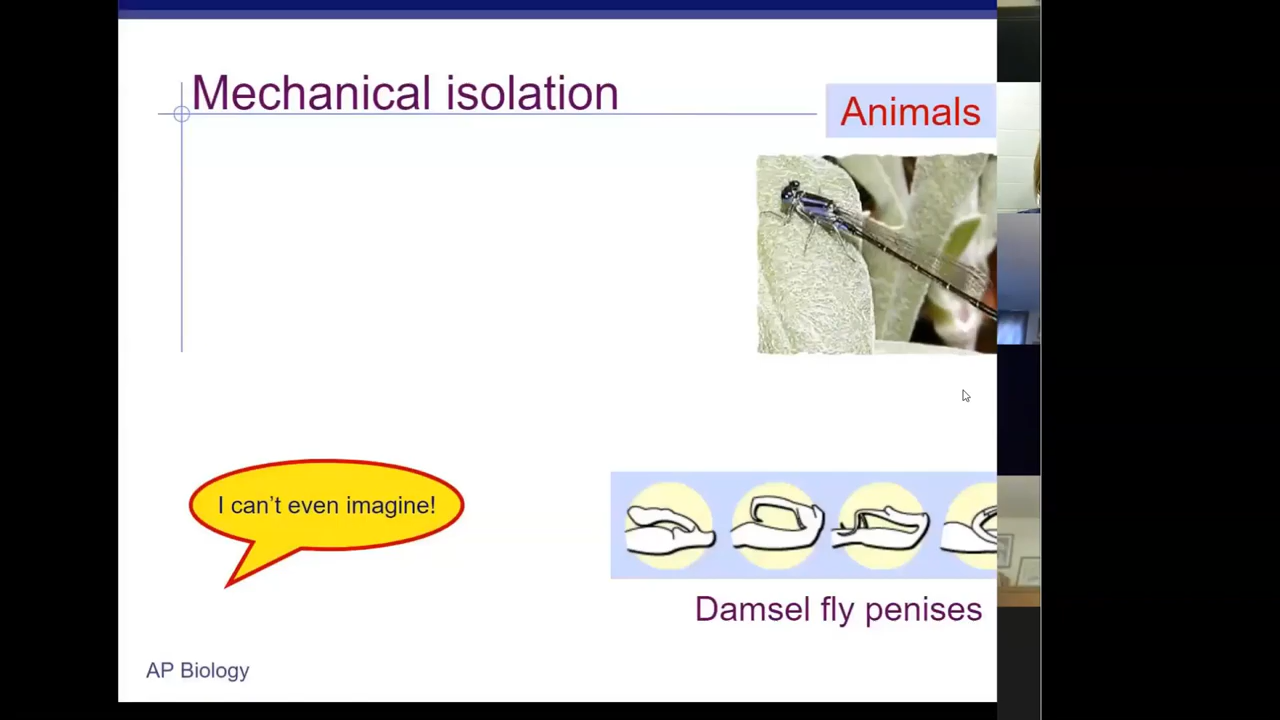 Mechanical isolation
Animals
I can’t even imagine!
Damsel fly penises
AP Biology